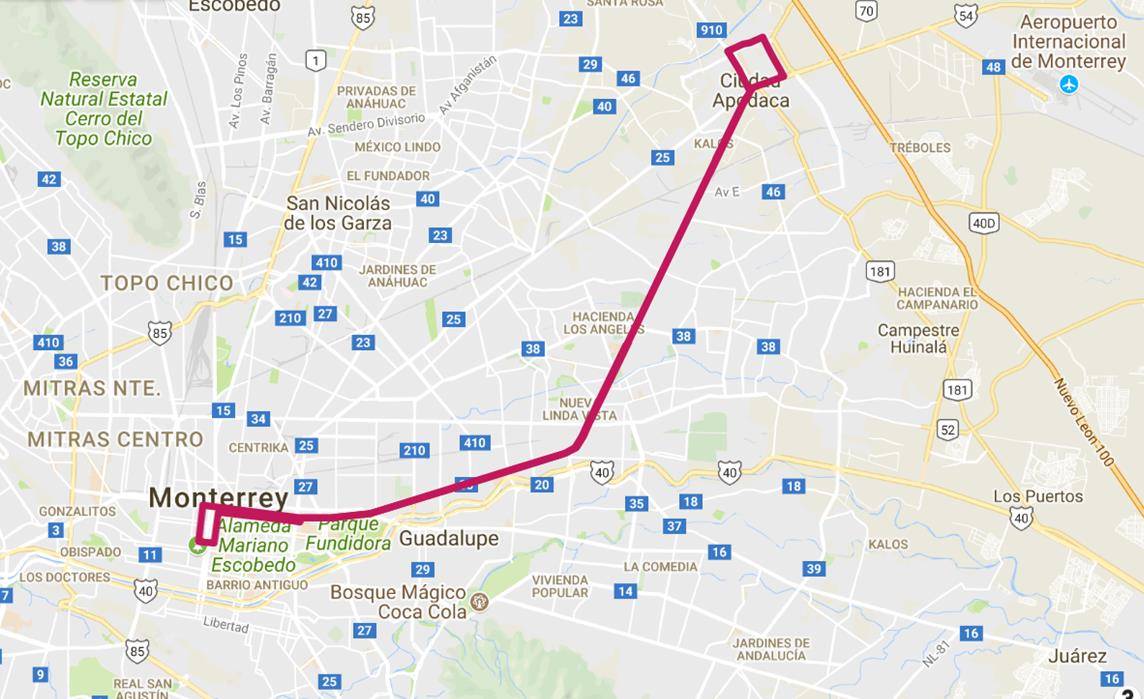 Escobedo
SANTA ROSA
85
23
910
70
54
Aeropuerto
Internacional
de Monterrey
1
29
46
48
Reserva
Natural Estatal
Cerro del
Topo Chico
Av. Los Pinos
Av. Barragán
Av Afganistán
PRIVADAS DE
ANÁHUAC
40
Ciudad
Apodaca
Av. Sendero Divisorio
MÉXICO LINDO
KALOS
TRÉBOLES
25
42
EL FUNDADOR
S. Blas
San Nicolás
de los Garza
40
Av E
46
23
40D
38
15
410
42
JARDINES DE
ANÁHUAC
181
TOPO CHICO
HACIENDA EL
CAMPANARIO
210
27
25
HACIENDA
LOS ANGELES
85
Campestre
Huinalá
410
36
23
38
38
38
MITRAS NTE.
181
Nuevo Leon 100
15
34
NUEV
LINDA VISTA
MITRAS CENTRO
CENTRIKA
25
210
410
52
40
40
27
20
18
Monterrey
35
18
Los Puertos
40
GONZALITOS
3
Alameda
Mariano
Escobedo
Parque
Fundidora
Guadalupe
37
OBISPADO
11
16
KALOS
LOS DOCTORES
40
BARRIO ANTIGUO
29
LA COMEDIA
39
7
Bosque Mágico
Coca Cola
VIVIENDA
POPULAR
14
Libertad
27
16
85
JARDINES DE
ANDALUCÍA
NL-81
Juárez
9
REAL SAN
AGUSTÍN
25
16